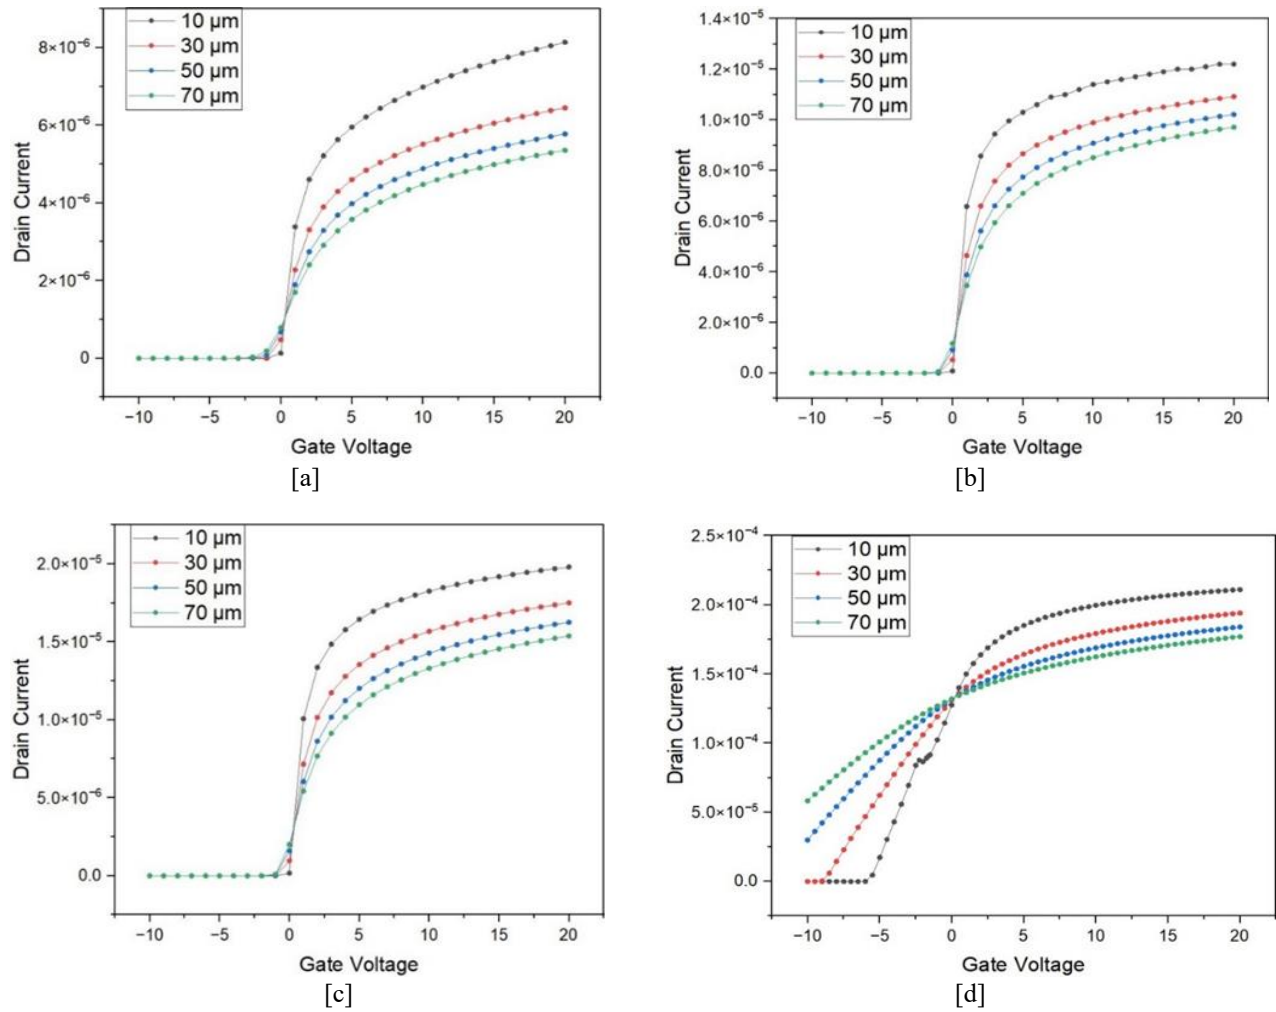 10 μm
30 μm
50 μm
70 μm
8×10⁻⁶
6×10⁻⁶
4×10⁻⁶
2×10⁻⁶
0
Drain Current
−10 −5 0 5 10 15 20
Gate Voltage
[a]
10 μm
30 μm
50 μm
70 μm
1.4×10⁻⁵
1.2×10⁻⁵
1.0×10⁻⁵
8.0×10⁻⁶
6.0×10⁻⁶
4.0×10⁻⁶
2.0×10⁻⁶
0.0
Drain Current
−10 −5 0 5 10 15 20
Gate Voltage
[b]
10 μm
30 μm
50 μm
70 μm
2.0×10⁻⁵
1.5×10⁻⁵
1.0×10⁻⁵
5.0×10⁻⁶
0.0
Drain Current
−10 −5 0 5 10 15 20
Gate Voltage
[c]
10 μm
30 μm
50 μm
70 μm
2.5×10⁻⁴
2.0×10⁻⁴
1.5×10⁻⁴
1.0×10⁻⁴
5.0×10⁻⁵
0.0
Drain Current
−10 −5 0 5 10 15 20
Gate Voltage
[d]